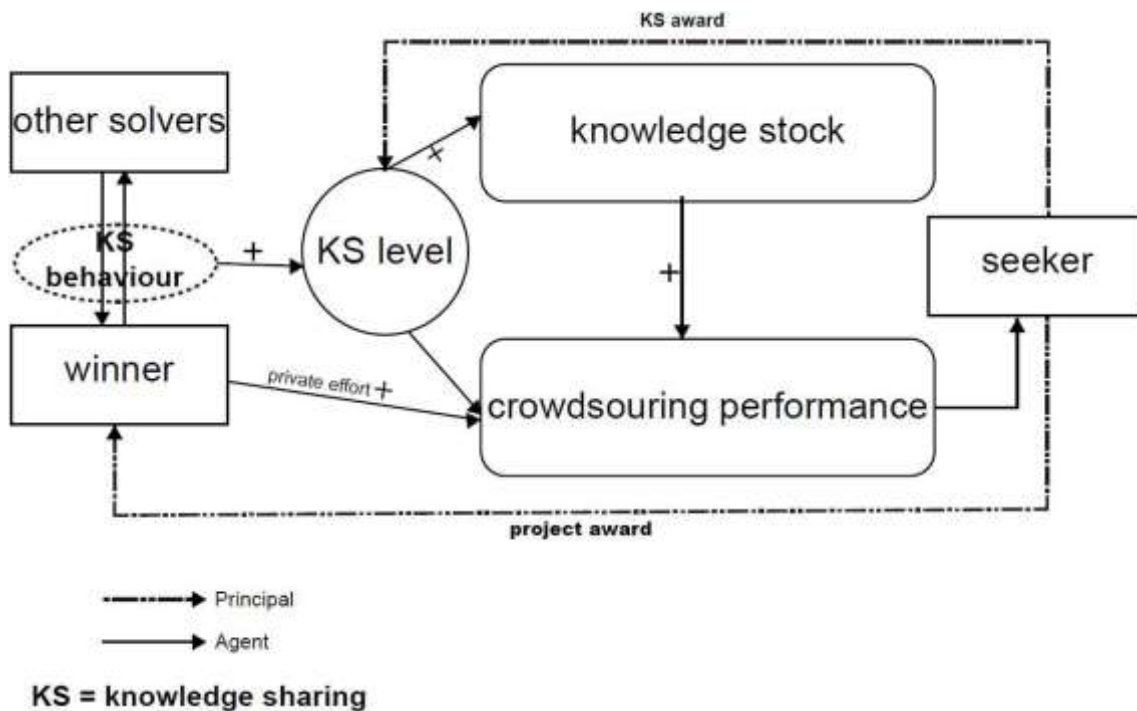 KS award
other solvers
knowledge stock
+
KS
behaviour
+
KS level
+
seeker
winner
private effort +
crowdsouring performance
project award
Principal
Agent
KS = knowledge sharing